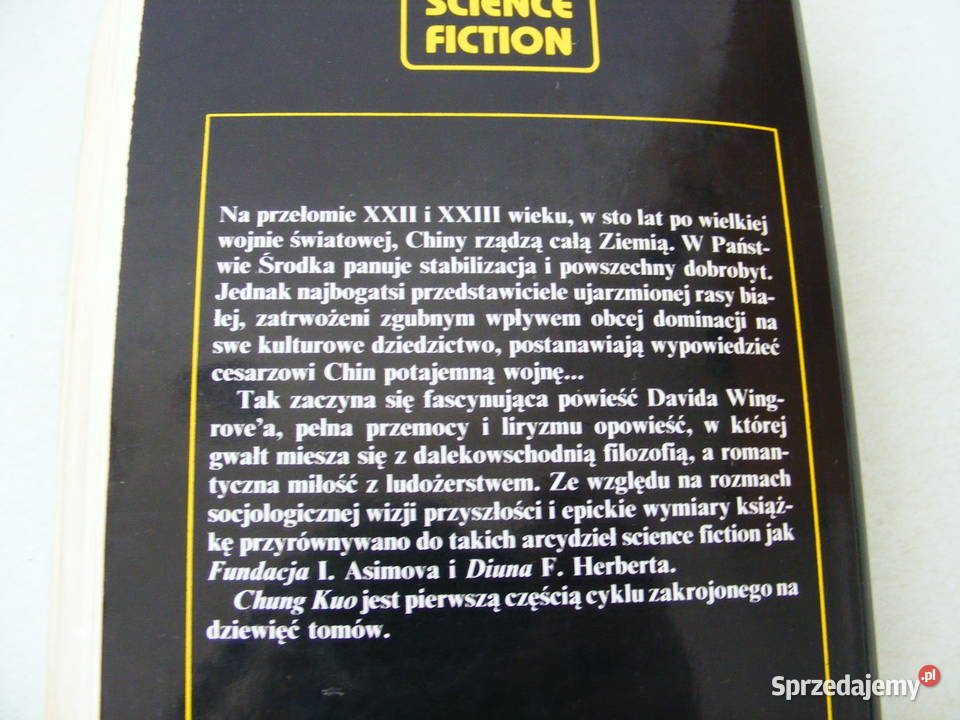 SCIENCE
FICTION
Na przełomie XXII i XXIII wieku, w sto lat po wielkiej
wojnie światowej, Chiny rządzą całą Ziemią. W Państ-
wie Środka panuje stabilizacja i powszechny dobrobyt.
Jednak najbogatsi przedstawiciele ujarzmionej rasy bia-
łej, zatrwożeni zgubnym wpływem obcej dominacji na
swe kulturowe dziedzictwo, postanawiają wypowiedzieć
cesarzowi Chin potajemną wojnę...
Tak zaczyna się fascynująca powieść Davida Wing-
rove'a, pełna przemocy i liryzmu opowieść, w której
gwałt miesza się z dalekowschodnią filozofią, a roman-
tyczna miłość z ludożerstwem. Ze względu na rozmach
socjologicznej wizji przyszłości i epickie wymiary książ-
kę przyrównywano do takich arcydzieł science fiction jak
Fundacja I. Asimova i Diuna F. Herberta.
Chung Kuo jest pierwszą częścią cyklu zakrojonego na
dziewięć tomów.
Sprzedajemy.pl